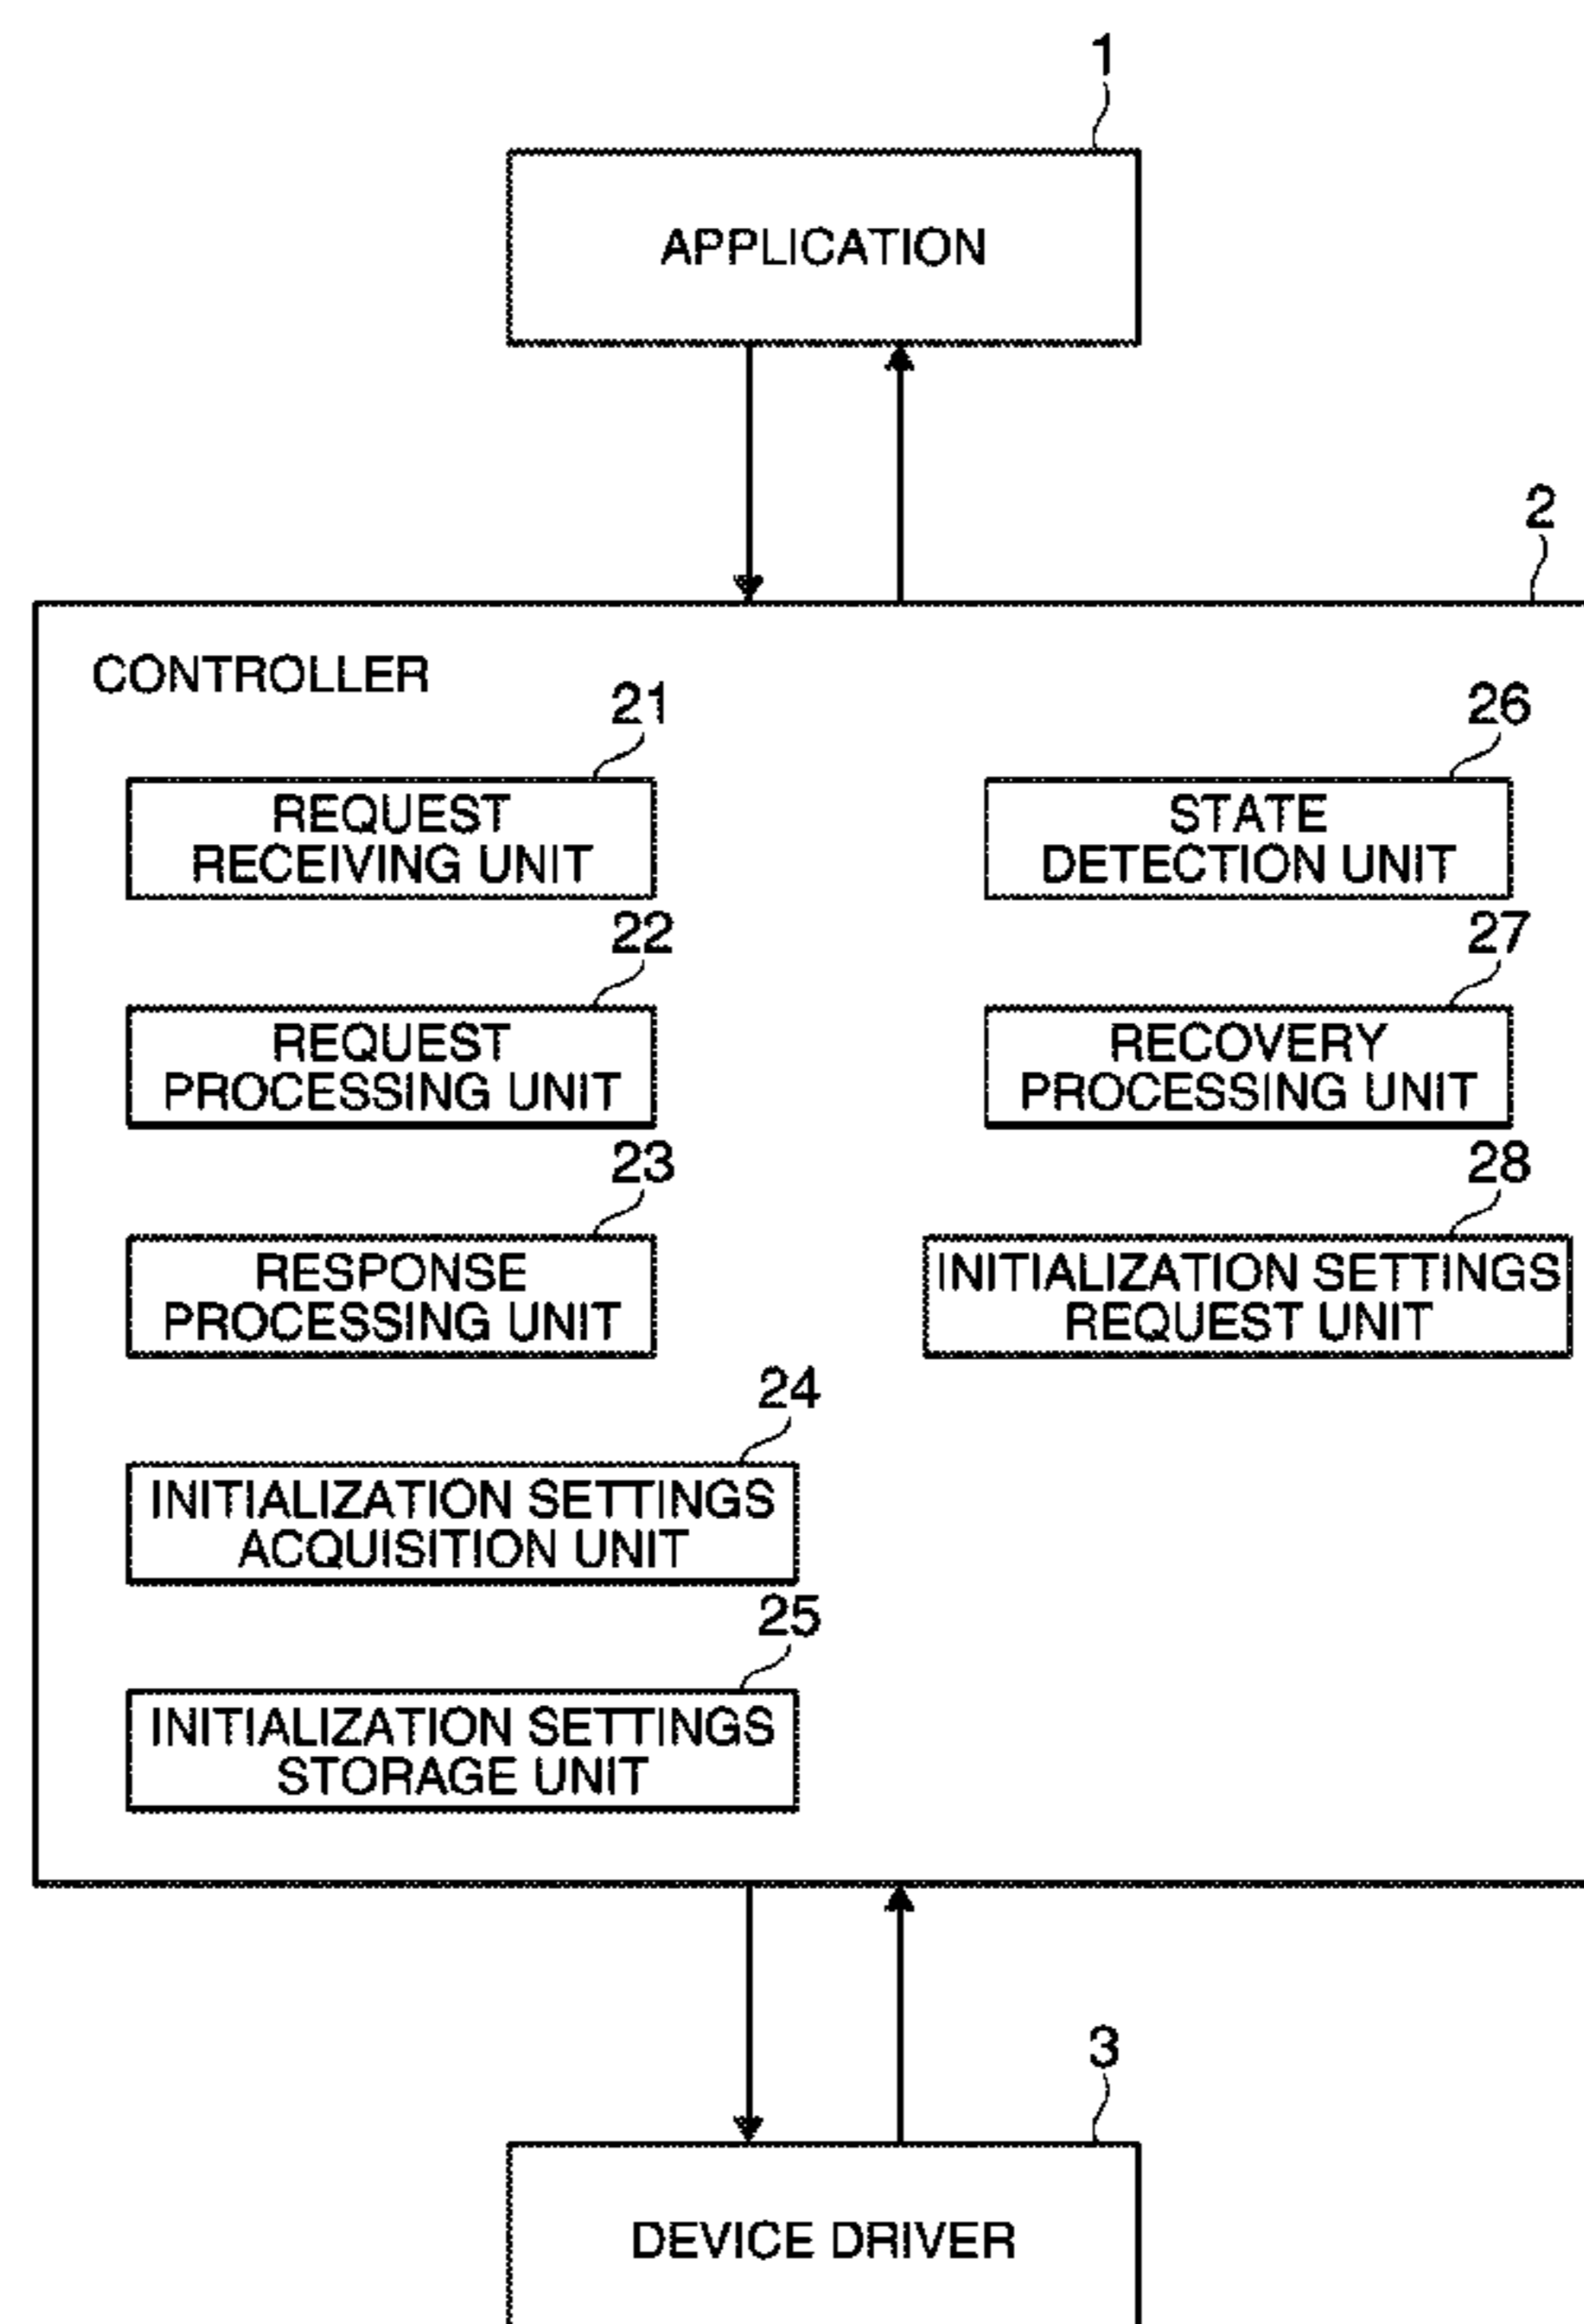 1
APPLICATION
2
CONTROLLER
21
REQUEST
RECEIVING UNIT
22
REQUEST
PROCESSING UNIT
23
RESPONSE
PROCESSING UNIT
24
INITIALIZATION SETTINGS
ACQUISITION UNIT
25
INITIALIZATION SETTINGS
STORAGE UNIT
26
STATE
DETECTION UNIT
27
RECOVERY
PROCESSING UNIT
28
INITIALIZATION SETTINGS
REQUEST UNIT
3
DEVICE DRIVER